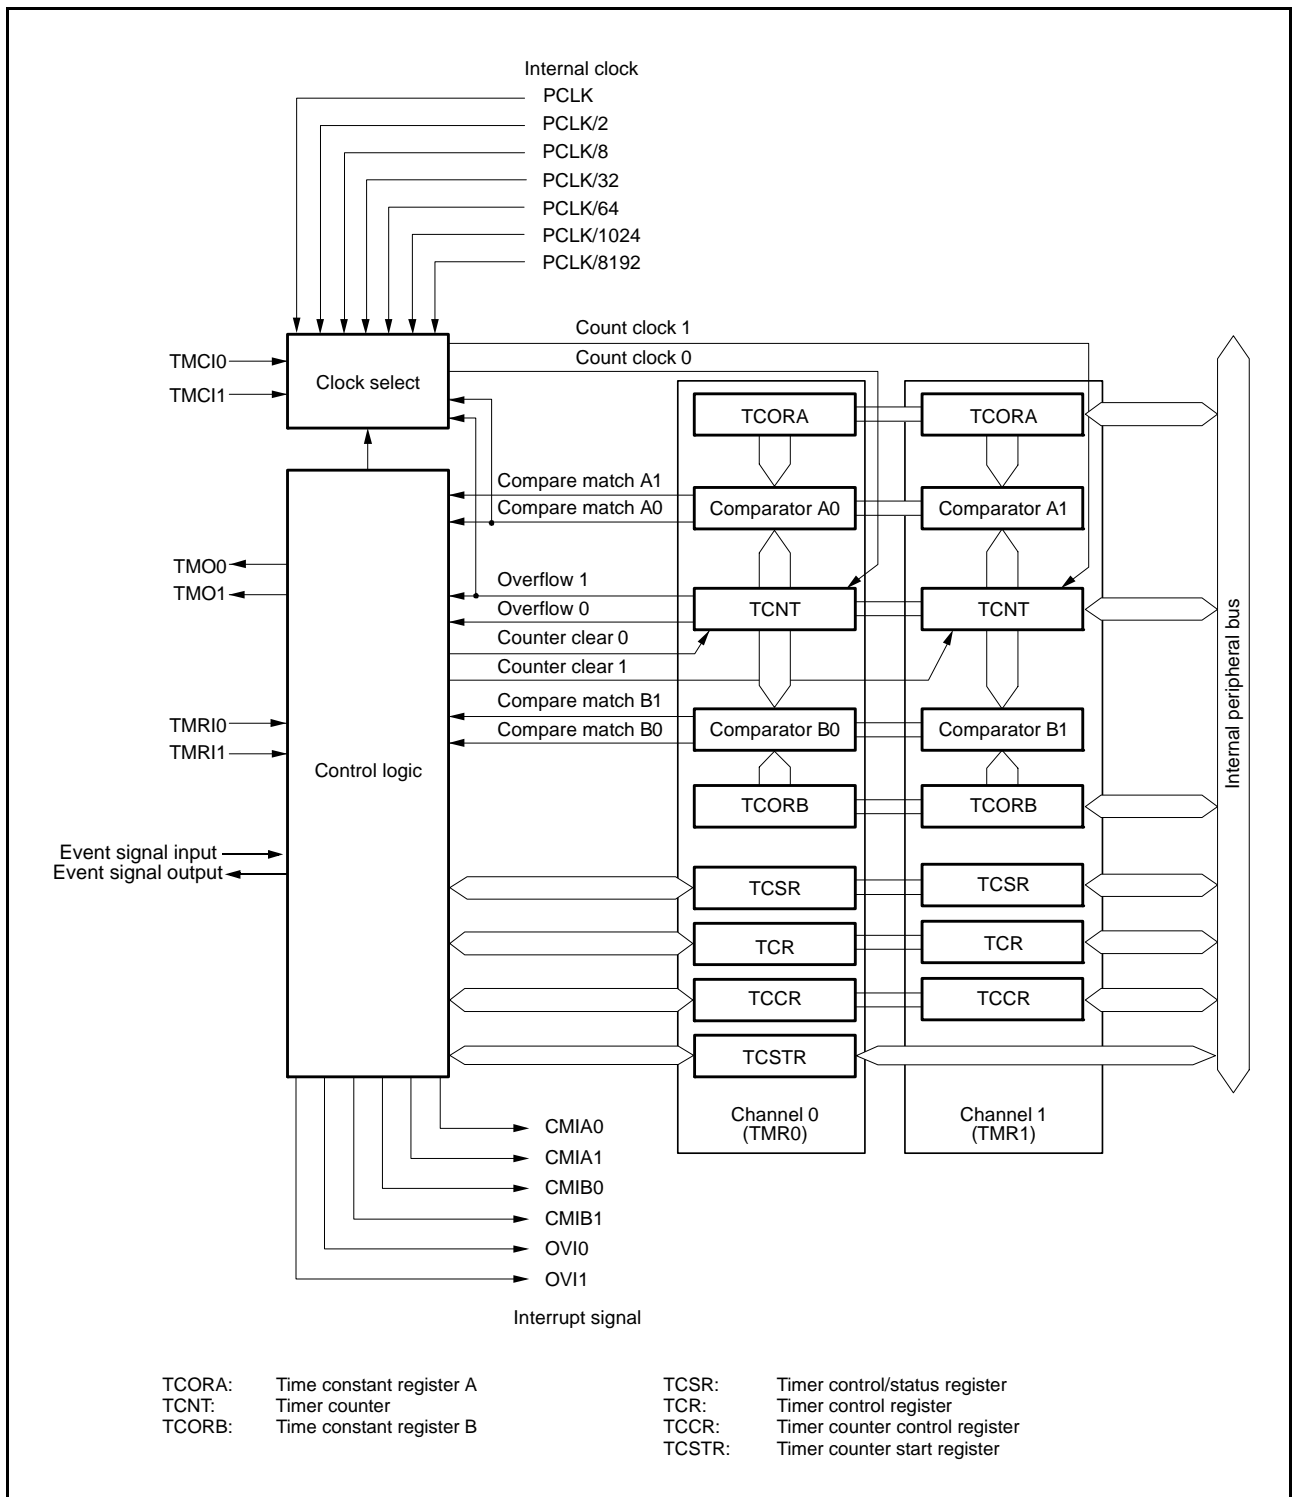 Internal clock
PCLK
PCLK/2
PCLK/8
PCLK/32
PCLK/64
PCLK/1024
PCLK/8192
Count clock 1
Count clock 0
TMCI0
TMCI1
Clock select
TCORA
TCORA
Compare match A1
Compare match A0
Comparator A0
Comparator A1
TMO0
TMO1
Overflow 1
Overflow 0
TCNT
TCNT
Counter clear 0
Counter clear 1
Compare match B1
Compare match B0
Comparator B0
Comparator B1
TMRI0
TMRI1
Control logic
TCORB
TCORB
Event signal input
Event signal output
TCSR
TCSR
TCR
TCR
TCCR
TCCR
TCSTR
Internal peripheral bus
Channel 0
(TMR0)
Channel 1
(TMR1)
CMIA0
CMIA1
CMIB0
CMIB1
OVI0
OVI1
Interrupt signal
TCORA: Time constant register A
TCNT: Timer counter
TCORB: Time constant register B
TCSR: Timer control/status register
TCR: Timer control register
TCCR: Timer counter control register
TCSTR: Timer counter start register